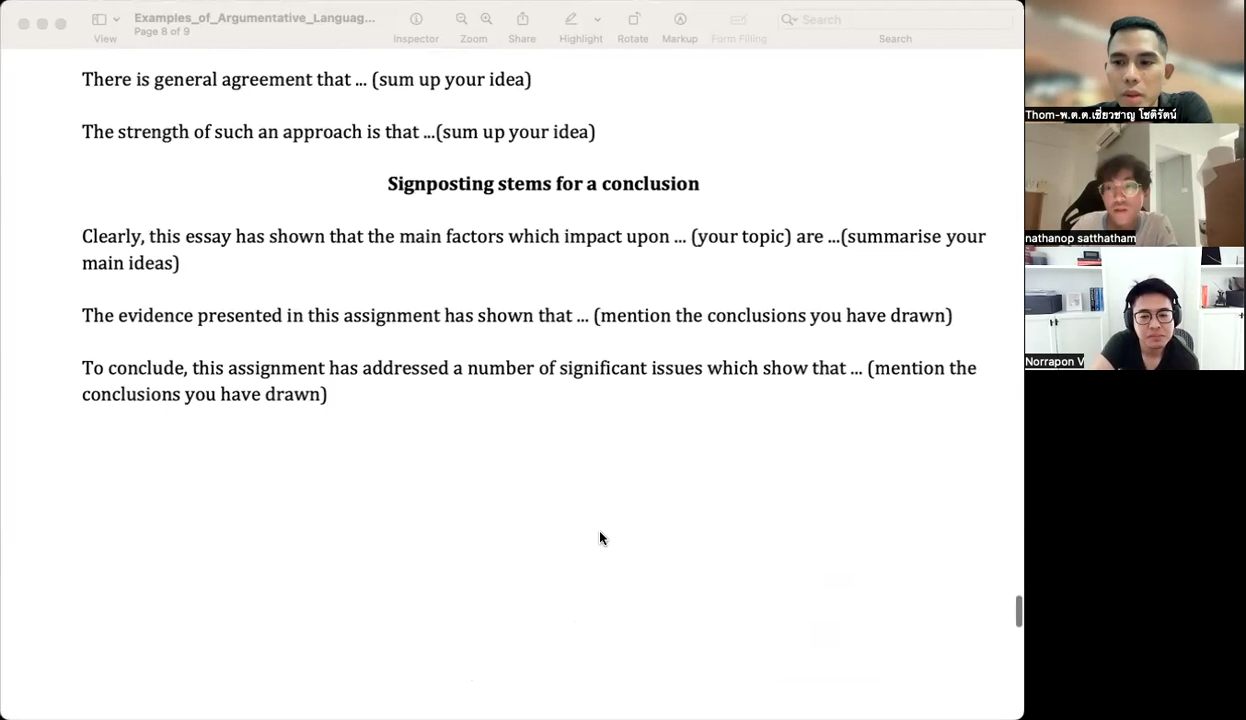 Examples_of_Argumentative_Languag...
Page 8 of 9
View
Inspector
Zoom
Share
Highlight
Rotate
Markup
Form Filling
Search
Search
There is general agreement that ... (sum up your idea)
The strength of such an approach is that ...(sum up your idea)
Signposting stems for a conclusion
Clearly, this essay has shown that the main factors which impact upon ... (your topic) are ...(summarise your
main ideas)
The evidence presented in this assignment has shown that ... (mention the conclusions you have drawn)
To conclude, this assignment has addressed a number of significant issues which show that ... (mention the
conclusions you have drawn)
Thom-พ.ต.ต.เชี่ยวชาญ โชติรัตน์
nathanop satthatham
Norrapon V